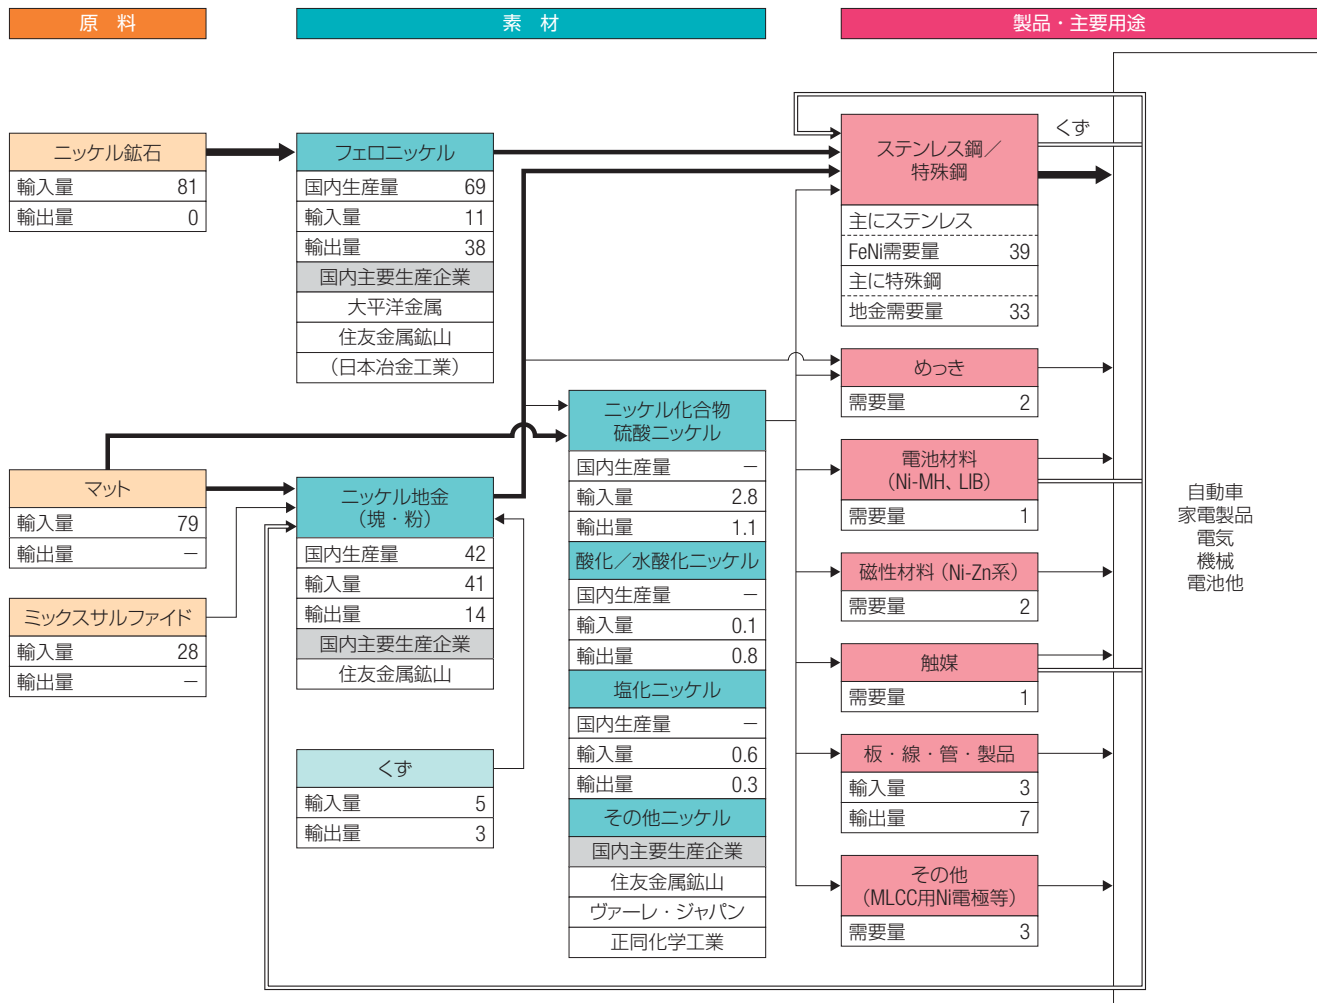 原　料
素　材
製品・主要用途
ニッケル鉱石
輸入量 81
輸出量 0
マット
輸入量 79
輸出量 －
ミックスサルファイド
輸入量 28
輸出量 －
フェロニッケル
国内生産量 69
輸入量 11
輸出量 38
国内主要生産企業
大平洋金属
住友金属鉱山
（日本冶金工業）
ニッケル地金
（塊・粉）
国内生産量 42
輸入量 41
輸出量 14
国内主要生産企業
住友金属鉱山
くず
輸入量 5
輸出量 3
ニッケル化合物
硫酸ニッケル
国内生産量 －
輸入量 2.8
輸出量 1.1
酸化／水酸化ニッケル
国内生産量 －
輸入量 0.1
輸出量 0.8
塩化ニッケル
国内生産量 －
輸入量 0.6
輸出量 0.3
その他ニッケル
国内主要生産企業
住友金属鉱山
ヴァーレ・ジャパン
正同化学工業
ステンレス鋼／
特殊鋼
主にステンレス
FeNi需要量 39
主に特殊鋼
地金需要量 33
くず
めっき
需要量 2
電池材料
（Ni-MH、LIB）
需要量 1
磁性材料（Ni-Zn系）
需要量 2
触媒
需要量 1
板・線・管・製品
輸入量 3
輸出量 7
その他
（MLCC用Ni電極等）
需要量 3
自動車
家電製品
電気
機械
電池他